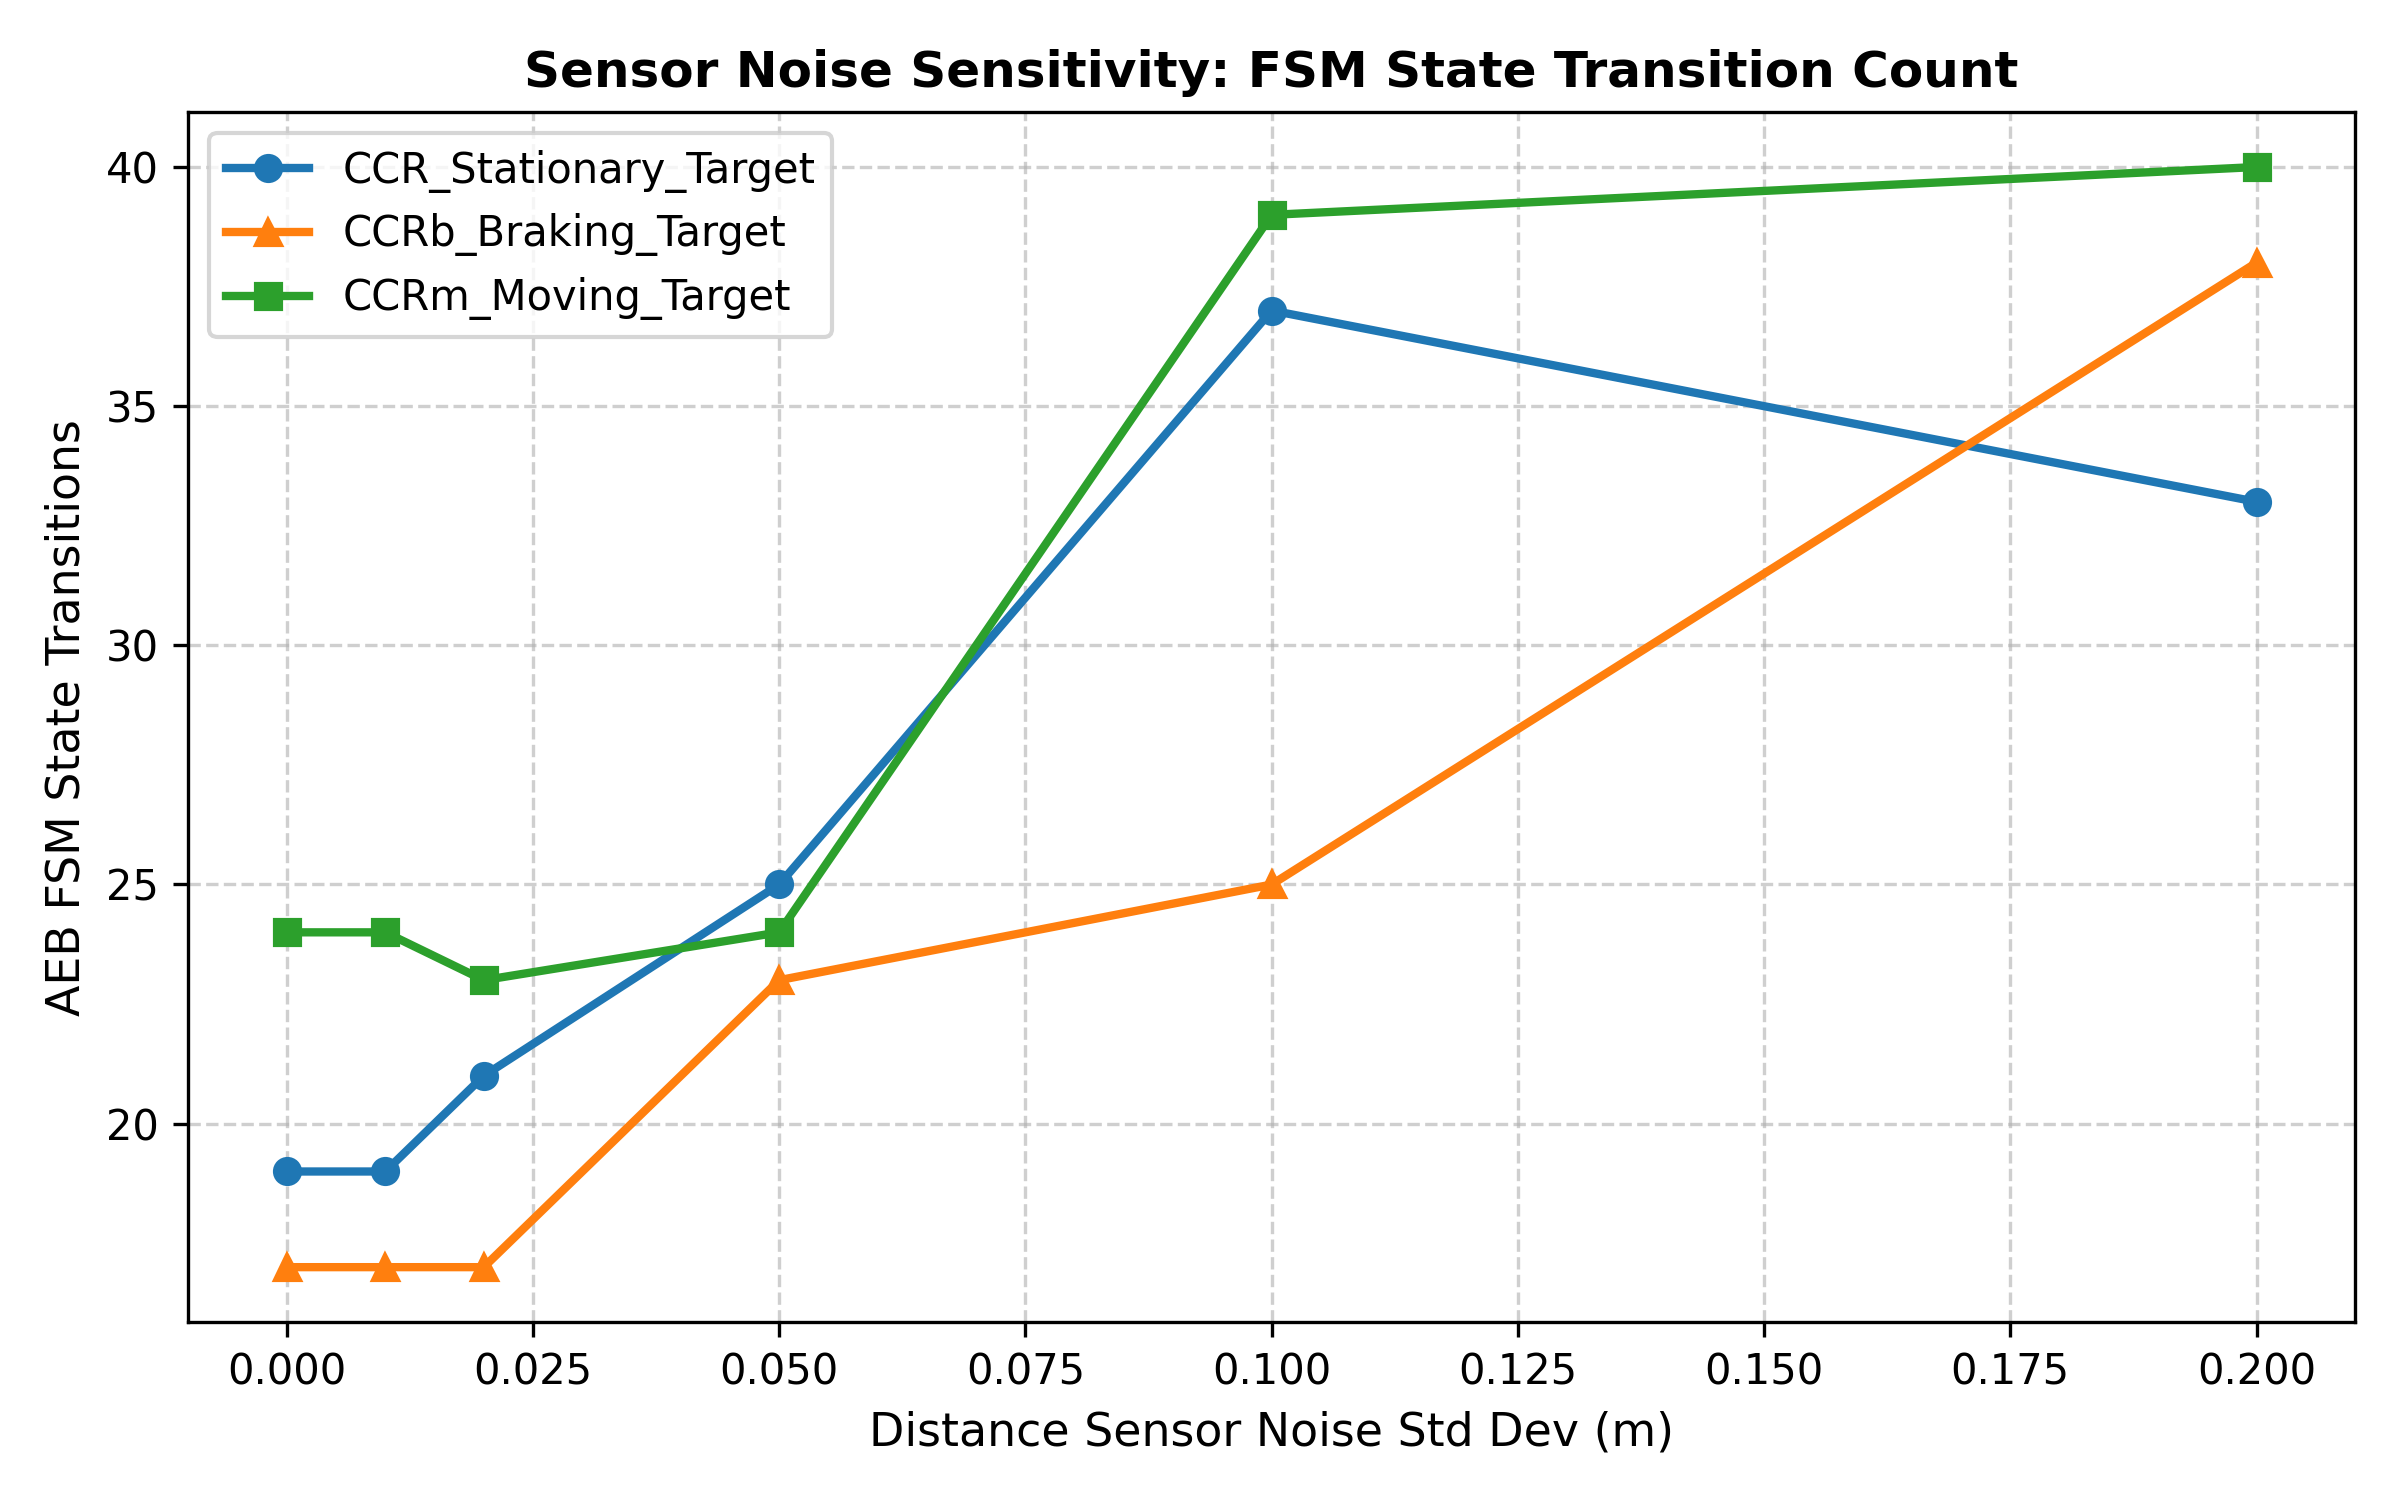 Sensor Noise Sensitivity: FSM State Transition Count
CCR_Stationary_Target
CCRb_Braking_Target
CCRm_Moving_Target
AEB FSM State Transitions
40
35
30
25
20
0.000 0.025 0.050 0.075 0.100 0.125 0.150 0.175 0.200
Distance Sensor Noise Std Dev (m)